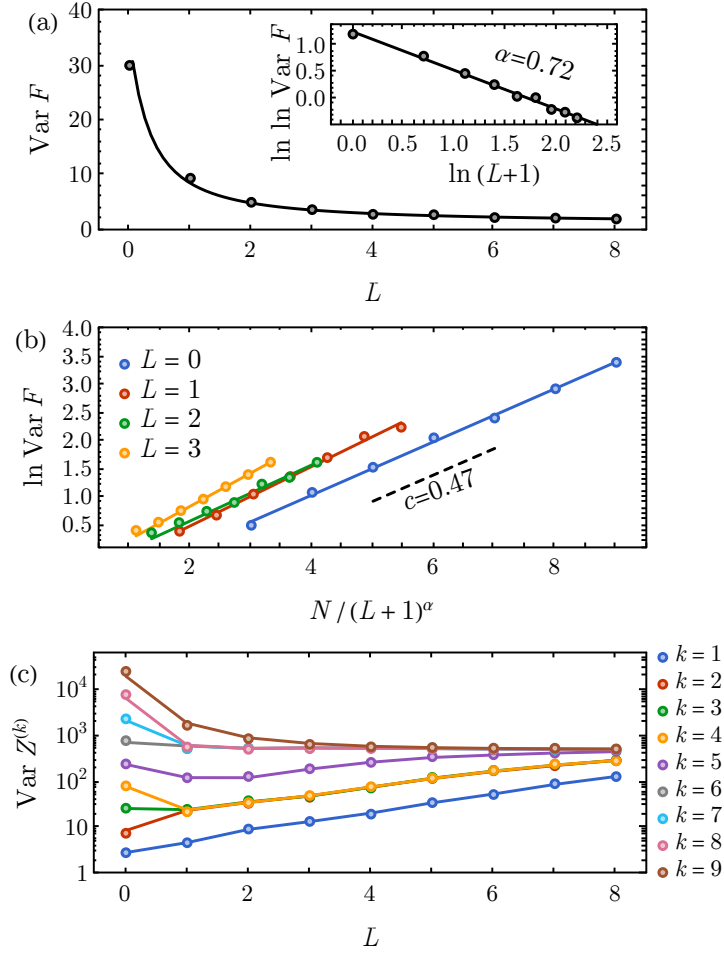 (a)
Var F
40
30
20
10
0
0 2 4 6 8
L
ln ln Var F
1.0
0.5
0.0
α=0.72
0.0 0.5 1.0 1.5 2.0 2.5
ln (L+1)
(b)
ln Var F
4.0
3.5
3.0
2.5
2.0
1.5
1.0
0.5
L = 0
L = 1
L = 2
L = 3
c=0.47
2 4 6 8
N / (L + 1)^α
(c)
Var Z^(k)
10^4
10^3
10^2
10
1
0 2 4 6 8
L
k = 1
k = 2
k = 3
k = 4
k = 5
k = 6
k = 7
k = 8
k = 9